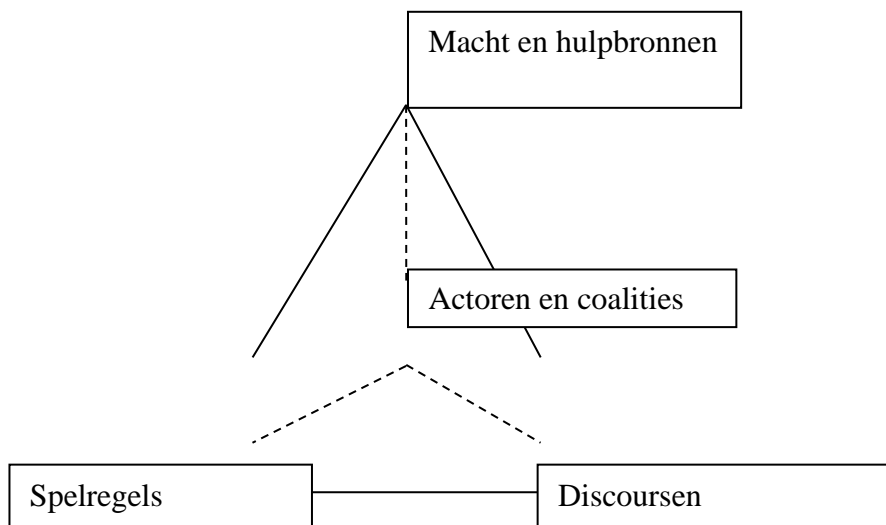 Macht en hulpbronnen
Actoren en coalities
Spelregels
Discoursen